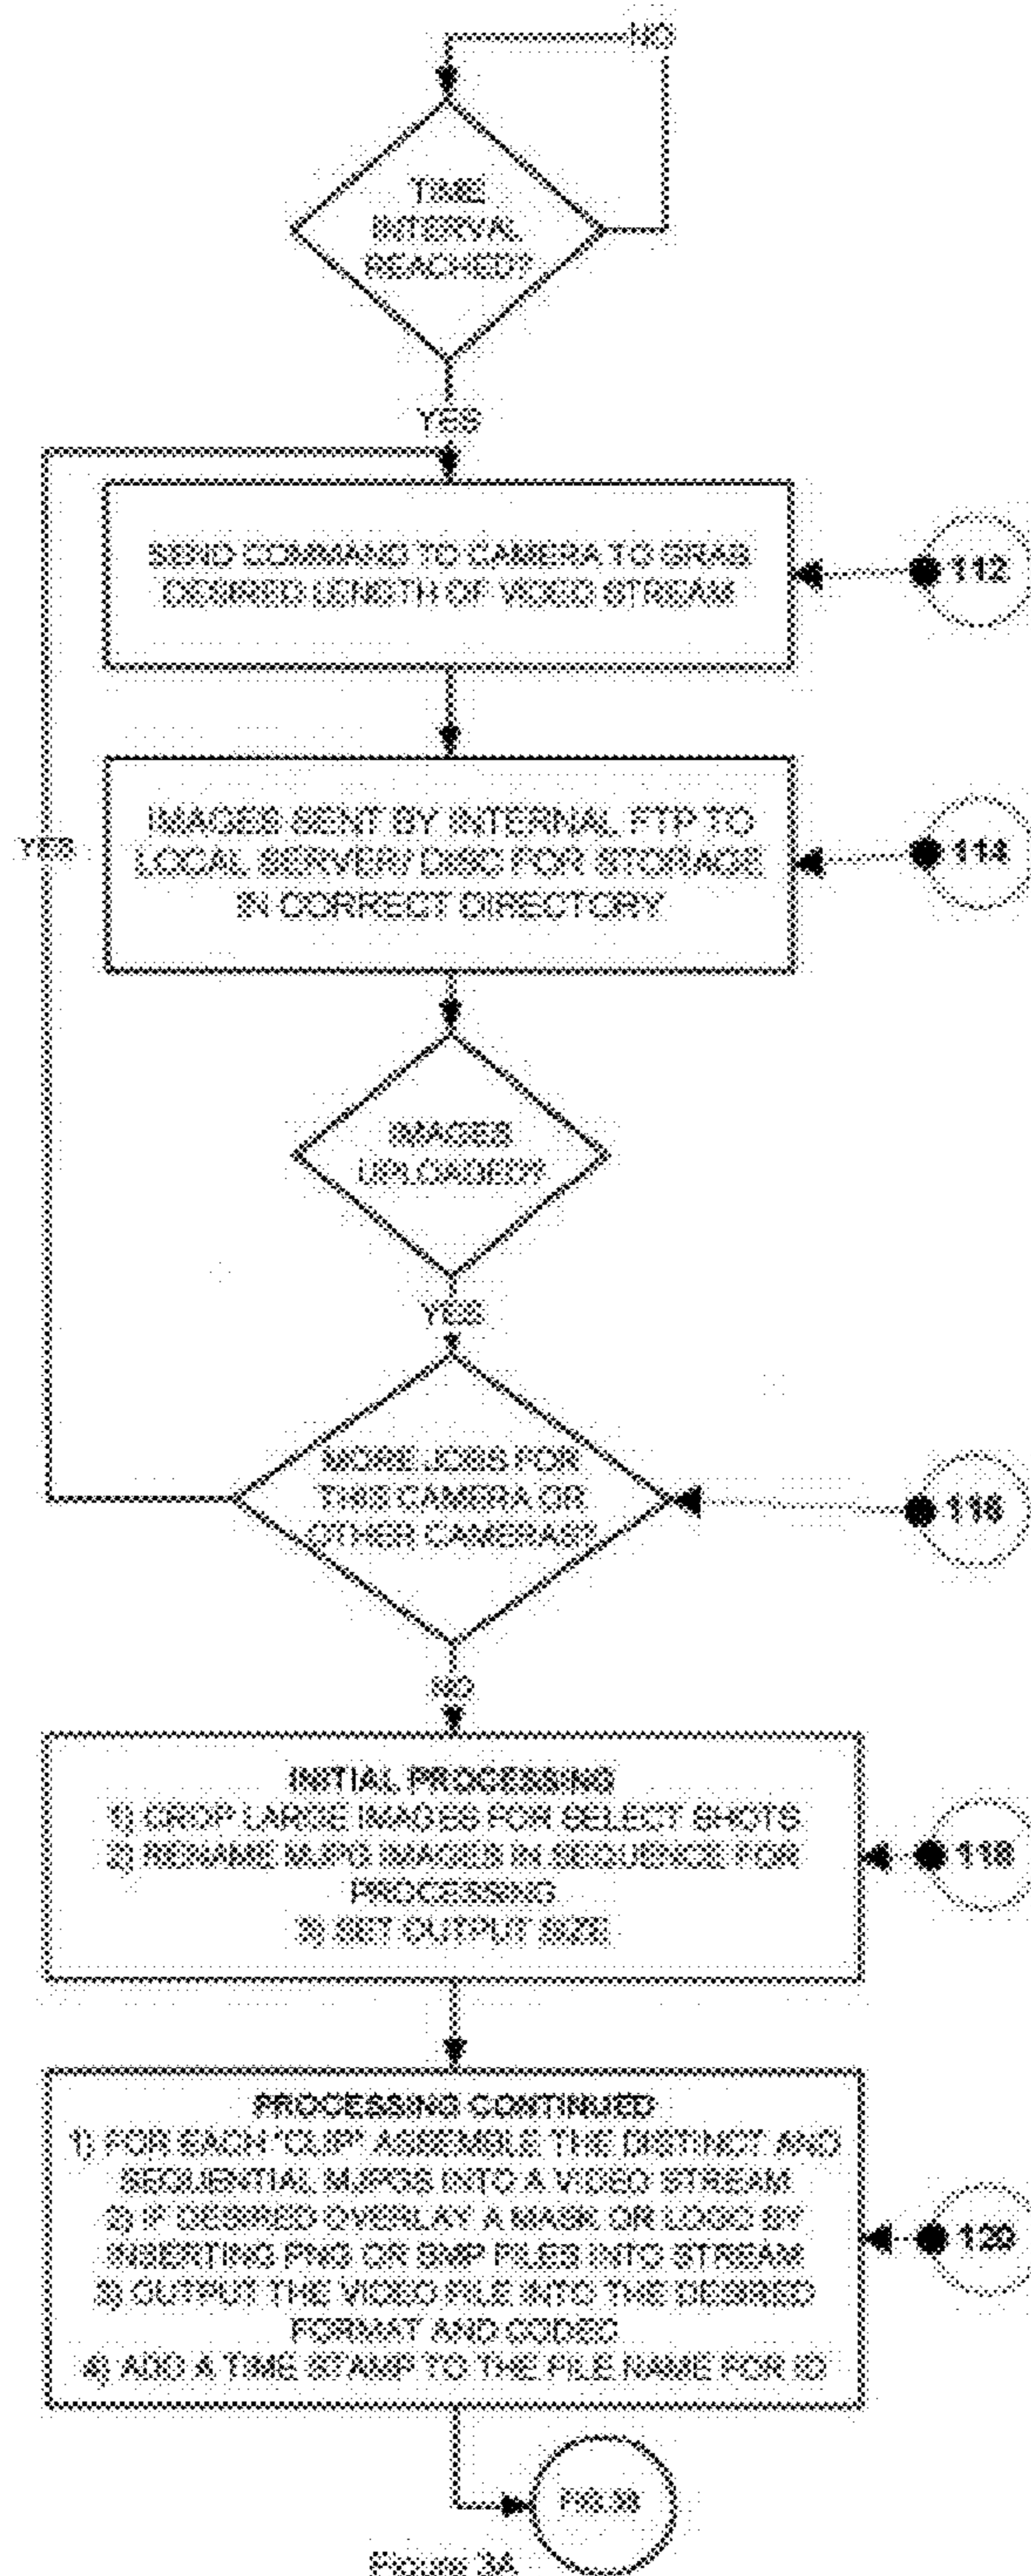 NO
TIME
INTERVAL
REACHED?
YES
SEND COMMAND TO CAMERA TO GRAB
DESIRED LENGTH OF VIDEO STREAM
112
IMAGES SENT BY INTERNAL FTP TO
LOCAL SERVER/ DISC FOR STORAGE
IN CORRECT DIRECTORY
114
YES
IMAGES
UPLOADED?
YES
MORE JOBS FOR
THIS CAMERA OR
OTHER CAMERAS?
116
NO
INITIAL PROCESSING
1) CROP LARGE IMAGES FOR SELECT SHOTS
2) RENAME MJPG IMAGES IN SEQUENCE FOR
PROCESSING
3) SET OUTPUT SIZE
118
PROCESSING CONTINUED
1) FOR EACH "CLIP" ASSEMBLE THE DISTINCT AND
SEQUENTIAL MJPGS INTO A VIDEO STREAM
2) IF DESIRED OVERLAY A MASK OR LOGO BY
INSERTING PNG OR BMP FILES INTO STREAM
3) OUTPUT THE VIDEO FILE INTO THE DESIRED
FORMAT AND CODEC
4) ADD A TIME STAMP TO THE FILE NAME FOR ID
120
FIG.3B
Figure 3A